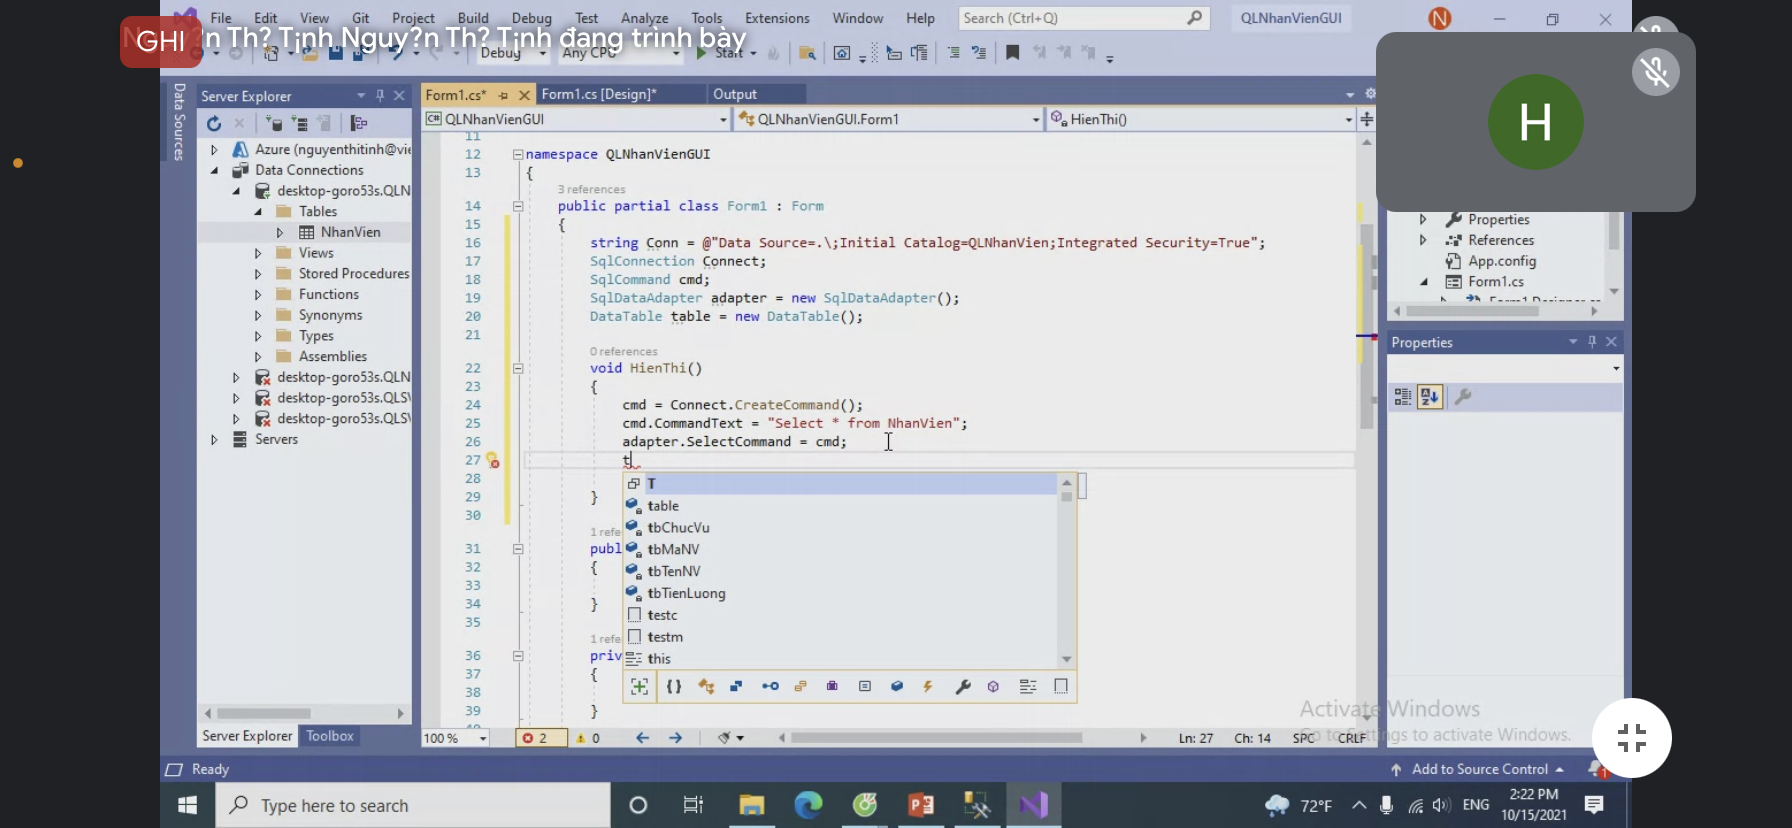 File Edit View Git Project Build Debug Test Analyze Tools Extensions Window Help Search (Ctrl+Q) QLNhanVienGUI N
GHI n Th? Tịnh Nguy?n Th? Tịnh đang trình bày
Debug Any CPU Start
H
Data Sources
Server Explorer
Form1.cs* Form1.cs [Design]* Output
QLNhanVienGUI QLNhanVienGUI.Form1 HienThi()
Azure (nguyenthitinh@vie
Data Connections
desktop-goro53s.QLN
Tables
NhanVien
Views
Stored Procedures
Functions
Synonyms
Types
Assemblies
desktop-goro53s.QLN
desktop-goro53s.QLS
desktop-goro53s.QLS
Servers
Server Explorer Toolbox
11
12 namespace QLNhanVienGUI
13 {
3 references
14 public partial class Form1 : Form
15 {
16 string Conn = @"Data Source=.\;Initial Catalog=QLNhanVien;Integrated Security=True";
17 SqlConnection Connect;
18 SqlCommand cmd;
19 SqlDataAdapter adapter = new SqlDataAdapter();
20 DataTable table = new DataTable();
21
0 references
22 void HienThi()
23 {
24 cmd = Connect.CreateCommand();
25 cmd.CommandText = "Select * from NhanVien";
26 adapter.SelectCommand = cmd;
27 t
28
29 }
30
1 refe
31 publ
32 {
33
34 }
35
1 refe
36 priv
37 {
38
39 }
T
table
tbChucVu
tbMaNV
tbTenNV
tbTienLuong
testc
testm
this
100 % 2 0 Ln: 27 Ch: 14 SPC CRLF
Properties
References
App.config
Form1.cs
Properties
Activate Windows
Go to Settings to activate Windows.
Ready Add to Source Control 1
Type here to search 72°F ENG 2:22 PM
10/15/2021